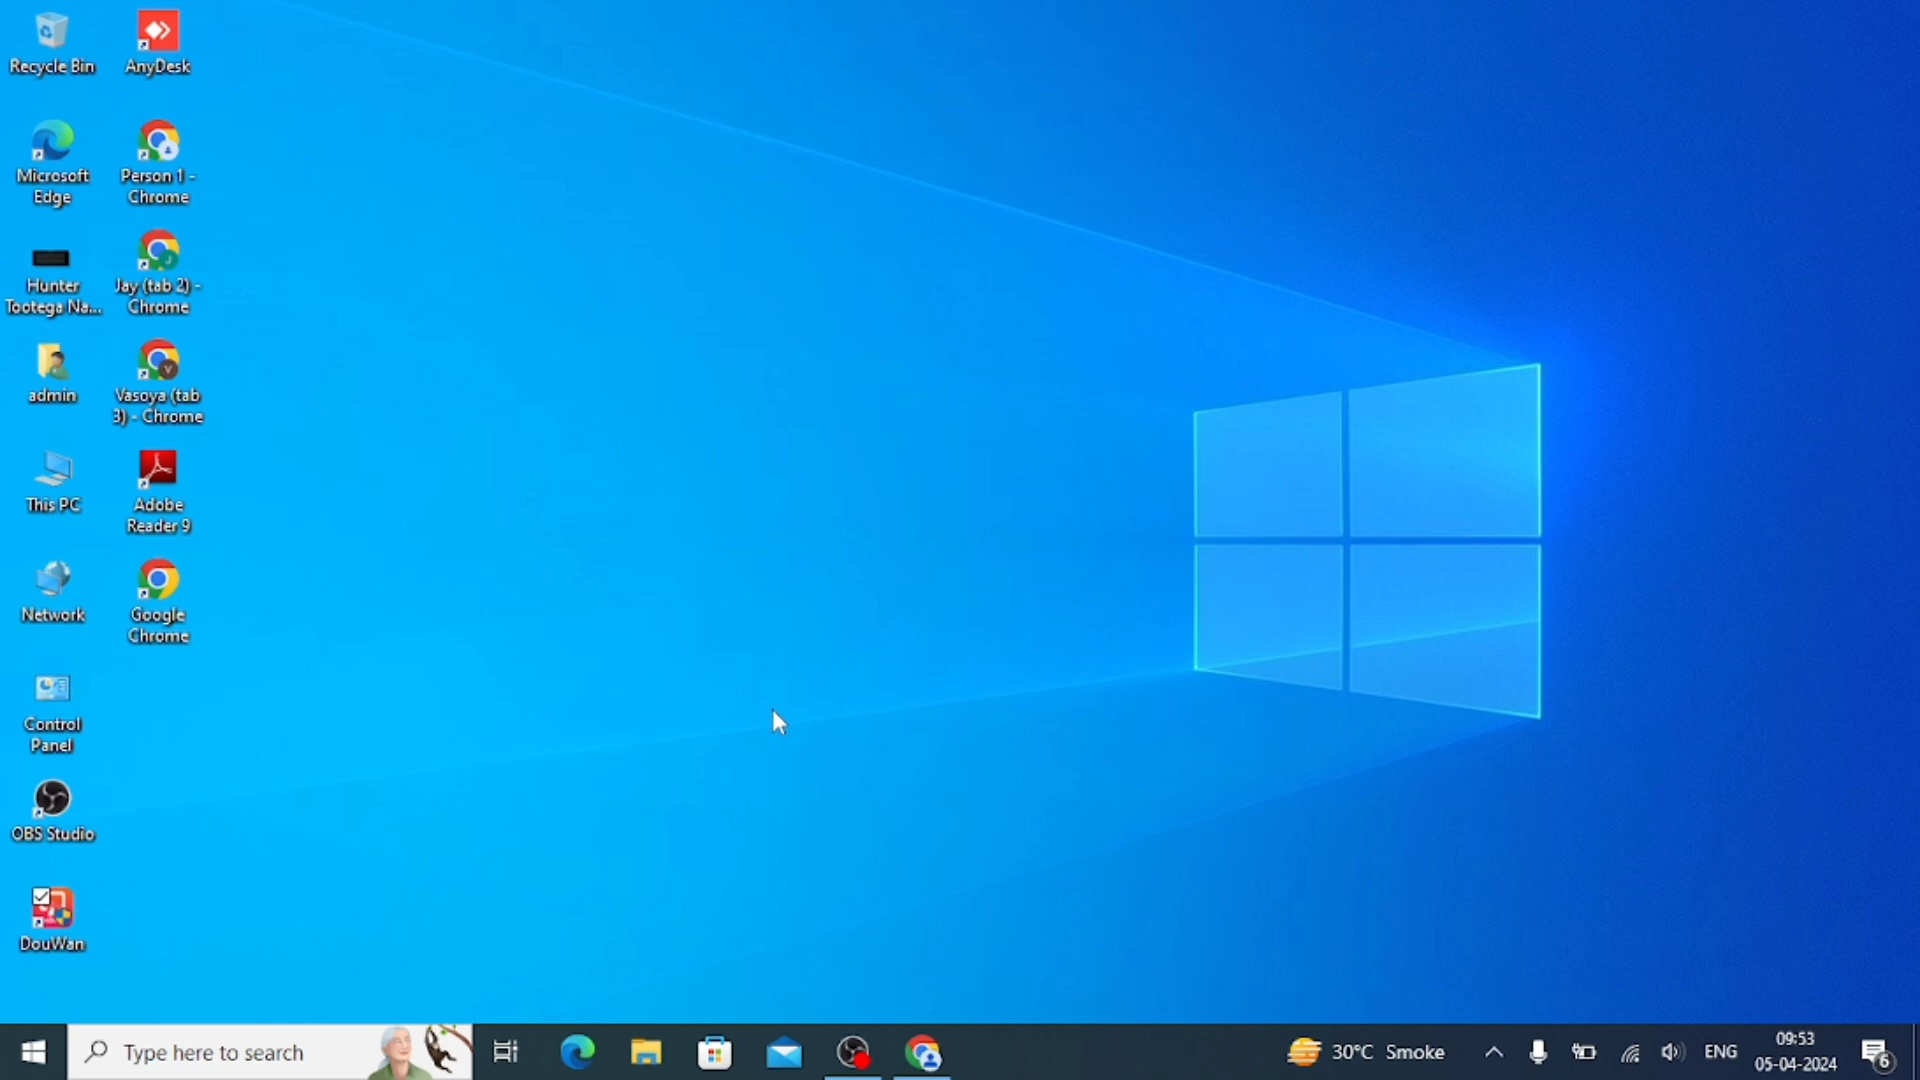 Recycle Bin
AnyDesk
Microsoft
Edge
Person 1 -
Chrome
Hunter
Tootega Na...
Jay (tab 2) -
Chrome
admin
Vasoya (tab
3) - Chrome
This PC
Adobe
Reader 9
Network
Google
Chrome
Control
Panel
OBS Studio
DouWan
Type here to search
30°C Smoke
ENG
09:53
05-04-2024
6